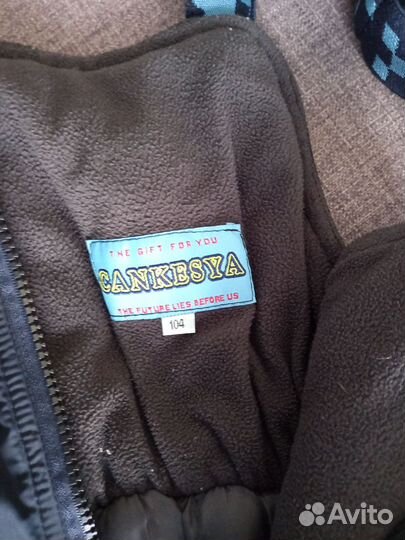 THE GIFT FOR YOU
CANKESYA
THE FUTURE LIES BEFORE US
104
Avito